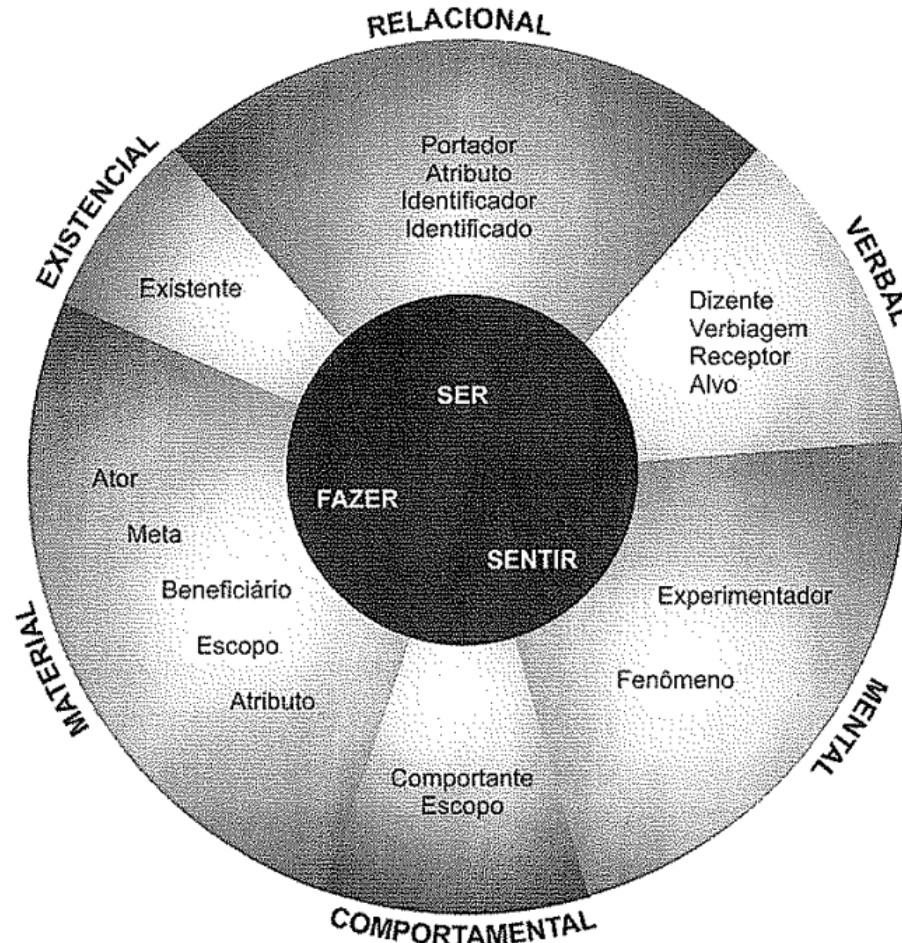 RELACIONAL
Portador
Atributo
Identificador
Identificado
EXISTENCIAL
Existente
VERBAL
Dizente
Verbiagem
Receptor
Alvo
SER
FAZER
SENTIR
Ator
Meta
Beneficiário
Escopo
Atributo
MATERIAL
Experimentador
Fenômeno
MENTAL
Comportante
Escopo
COMPORTAMENTAL